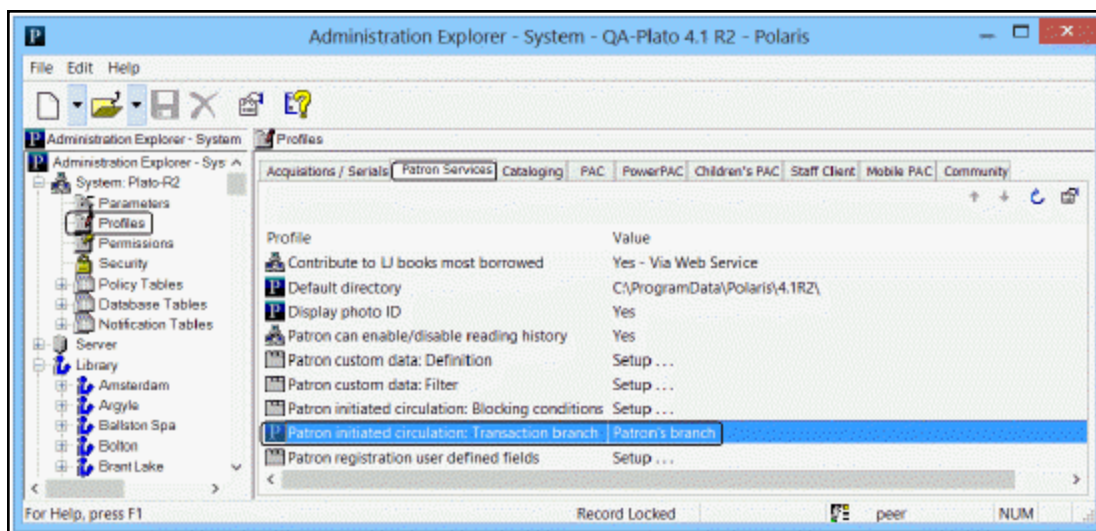 Administration Explorer - System - QA-Plato 4.1 R2 - Polaris
File Edit Help
Administration Explorer - System
Profiles
Administration Explorer - Sys
System: Plato-R2
Parameters
Profiles
Permissions
Security
Policy Tables
Database Tables
Notification Tables
Server
Library
Amsterdam
Argyle
Ballston Spa
Bolton
Brant Lake
Acquisitions / Serials Patron Services Cataloging PAC PowerPAC Children's PAC Staff Client Mobile PAC Community
Profile Value
Contribute to LJ books most borrowed Yes - Via Web Service
Default directory C:\ProgramData\Polaris\4.1R2\
Display photo ID Yes
Patron can enable/disable reading history Yes
Patron custom data: Definition Setup ...
Patron custom data: Filter Setup ...
Patron initiated circulation: Blocking conditions Setup ...
Patron initiated circulation: Transaction branch Patron's branch
Patron registration user defined fields Setup ...
For Help, press F1 Record Locked peer NUM